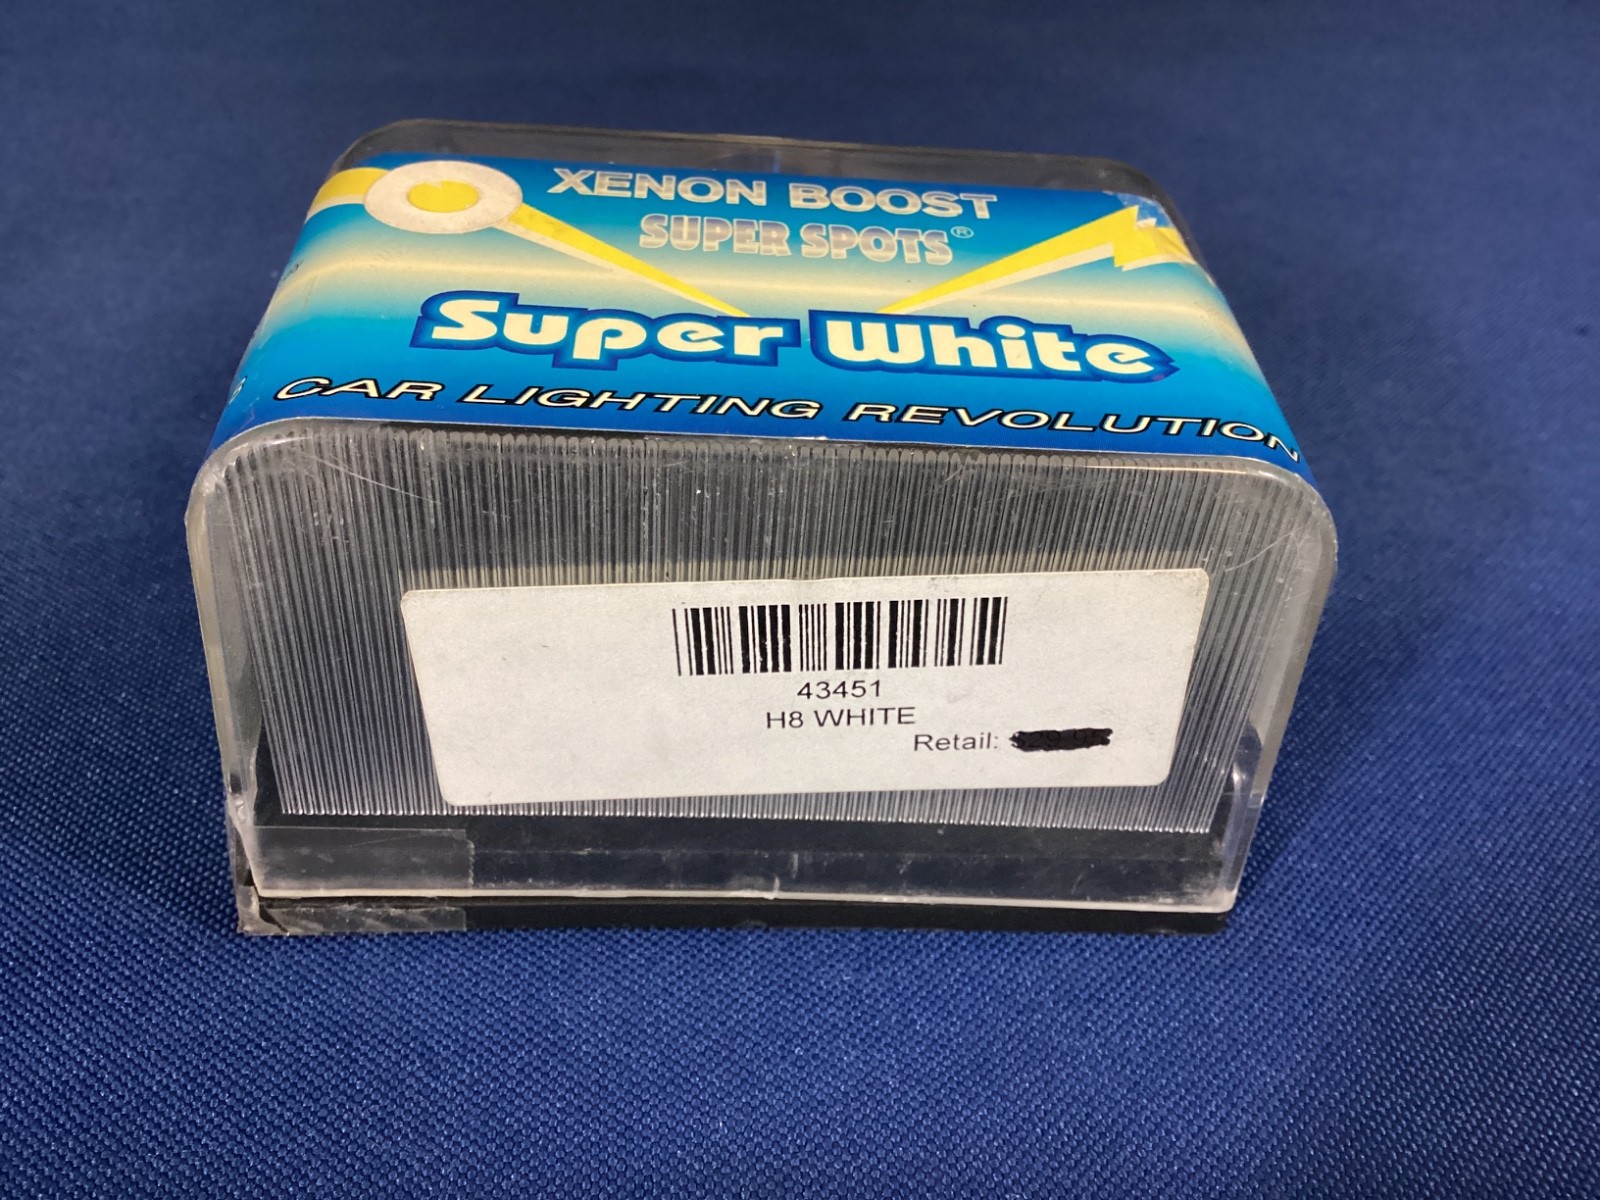 XENON BOOST
SUPER SPOTS®
Super White
CAR LIGHTING REVOLUTION
43451
H8 WHITE
Retail: